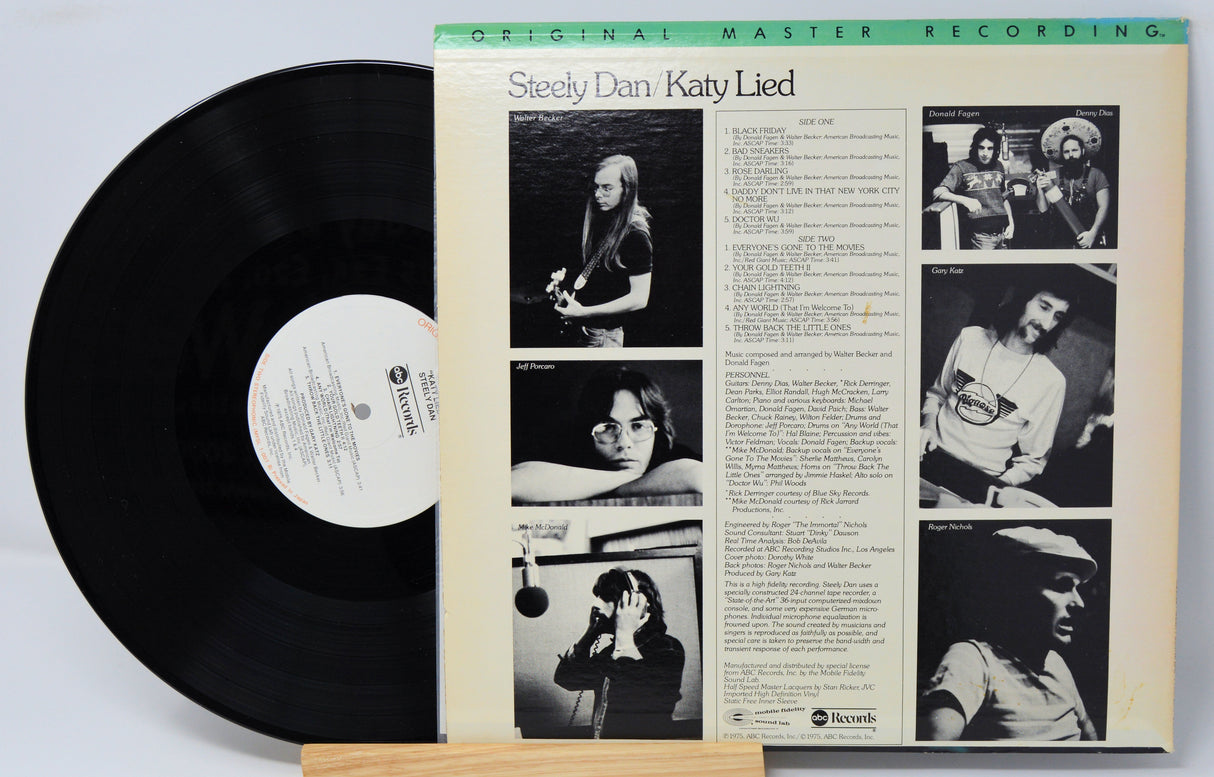 ORIGINAL MASTER RECORDING™
Steely Dan/Katy Lied
Walter Becker
Jeff Porcaro
Mike McDonald
SIDE ONE
1. BLACK FRIDAY
(By Donald Fagen & Walter Becker; American Broadcasting Music,
Inc. ASCAP Time: 3:33)
2. BAD SNEAKERS
(By Donald Fagen & Walter Becker; American Broadcasting Music,
Inc. ASCAP Time: 3:16)
3. ROSE DARLING
(By Donald Fagen & Walter Becker; American Broadcasting Music,
Inc. ASCAP Time: 2:59)
4. DADDY DON'T LIVE IN THAT NEW YORK CITY
NO MORE
(By Donald Fagen & Walter Becker; American Broadcasting Music,
Inc. ASCAP Time: 3:12)
5. DOCTOR WU
(By Donald Fagen & Walter Becker; American Broadcasting Music,
Inc. ASCAP Time: 3:59)
SIDE TWO
1. EVERYONE'S GONE TO THE MOVIES
(By Donald Fagen & Walter Becker; American Broadcasting Music,
Inc./Red Giant Music; ASCAP Time: 3:41)
2. YOUR GOLD TEETH II
(By Donald Fagen & Walter Becker; American Broadcasting Music,
Inc. ASCAP Time: 4:12)
3. CHAIN LIGHTNING
(By Donald Fagen & Walter Becker; American Broadcasting Music,
Inc. ASCAP Time: 2:57)
4. ANY WORLD (That I'm Welcome To)
(By Donald Fagen & Walter Becker; American Broadcasting Music,
Inc./Red Giant Music; ASCAP Time: 3:56)
5. THROW BACK THE LITTLE ONES
(By Donald Fagen & Walter Becker; American Broadcasting Music,
Inc. ASCAP Time: 3:11)
Music composed and arranged by Walter Becker and
Donald Fagen
PERSONNEL
Guitars: Denny Dias, Walter Becker, *Rick Derringer,
Dean Parks, Elliot Randall, Hugh McCracken, Larry
Carlton; Piano and various keyboards: Michael
Omartian, Donald Fagen, David Paich; Bass: Walter
Becker, Chuck Rainey, Wilton Felder; Drums and
Dorophone: Jeff Porcaro; Drums on "Any World (That
I'm Welcome To)": Hal Blaine; Percussion and vibes:
Victor Feldman; Vocals: Donald Fagen; Backup vocals:
**Mike McDonald; Backup vocals on "Everyone's
Gone To The Movies": Sherlie Matthews, Carolyn
Willis, Myrna Matthews; Horns on "Throw Back The
Little Ones" arranged by Jimmie Haskel; Alto solo on
"Doctor Wu": Phil Woods
*Rick Derringer courtesy of Blue Sky Records.
**Mike McDonald courtesy of Rick Jarrard
Productions, Inc.
Engineered by Roger "The Immortal" Nichols
Sound Consultant: Stuart "Dinky" Dawson
Real Time Analysis: Bob DeAvila
Recorded at ABC Recording Studios Inc., Los Angeles
Cover photo: Dorothy White
Back photos: Roger Nichols and Walter Becker
Produced by Gary Katz
This is a high fidelity recording. Steely Dan uses a
specially constructed 24-channel tape recorder, a
"State-of-the-Art" 36-input computerized mixdown
console, and some very expensive German micro-
phones. Individual microphone equalization is
frowned upon. The sound created by musicians and
singers is reproduced as faithfully as possible, and
special care is taken to preserve the band-width and
transient response of each performance.
Manufactured and distributed by special license
from ABC Records, Inc. by the Mobile Fidelity
Sound Lab.
Half Speed Master Lacquers by Stan Ricker, JVC
Imported High Definition Vinyl
Static Free Inner Sleeve
mobile fidelity
sound lab
abc Records
℗ 1975, ABC Records, Inc./© 1975, ABC Records, Inc.
Donald Fagen
Denny Dias
Gary Katz
Pignose
Roger Nichols
abc Records
STEELY DAN